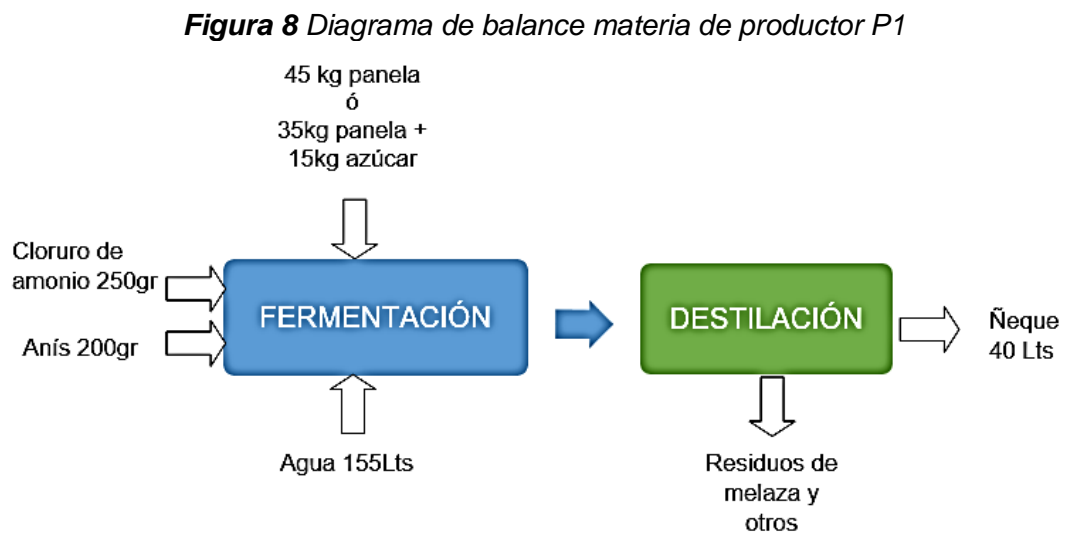 Figura 8 Diagrama de balance materia de productor P1
45 kg panela
ó
35kg panela +
15kg azúcar
Cloruro de
amonio 250gr
Anís 200gr
FERMENTACIÓN
Agua 155Lts
DESTILACIÓN
Ñeque
40 Lts
Residuos de
melaza y
otros